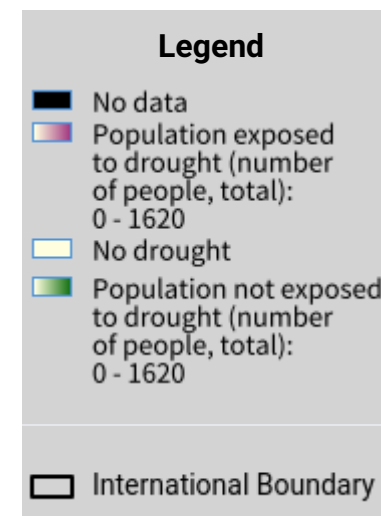 Legend
No data
Population exposed
to drought (number
of people, total):
0 - 1620
No drought
Population not exposed
to drought (number
of people, total):
0 - 1620
International Boundary